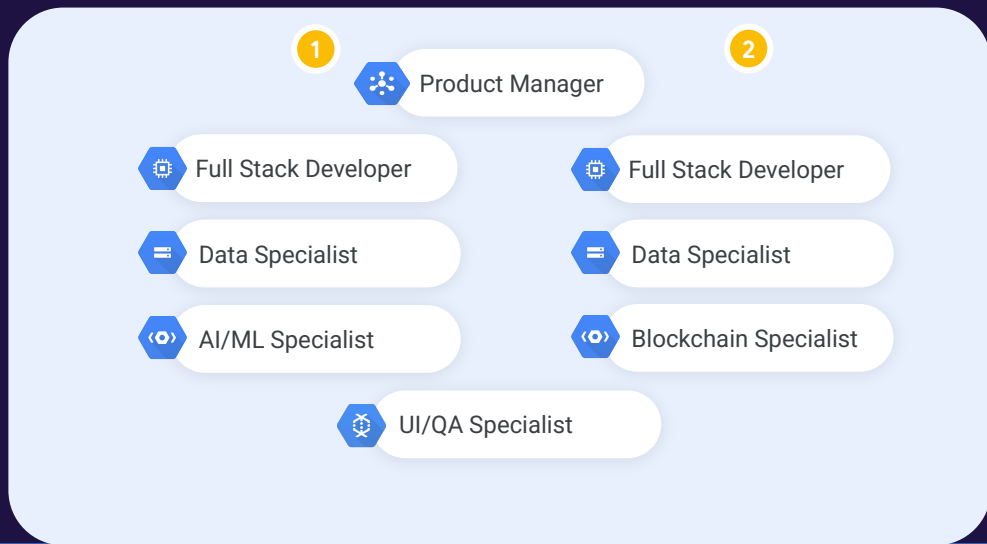 1
2
Product Manager
Full Stack Developer
Full Stack Developer
Data Specialist
Data Specialist
AI/ML Specialist
Blockchain Specialist
UI/QA Specialist